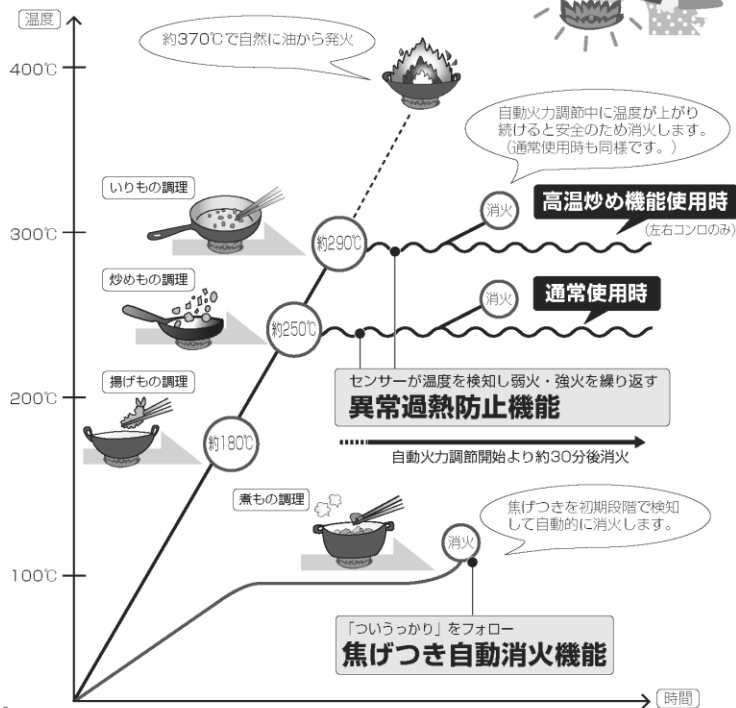 温度
約370℃で自然に油から発火
400℃
自動火力調節中に温度が上がり
続けると安全のため消火します。
（通常使用時も同様です。）
いりもの調理
消火
高温炒め機能使用時
（左右コンロのみ）
300℃
約290℃
炒めもの調理
消火
通常使用時
約250℃
揚げもの調理
センサーが温度を検知し弱火・強火を繰り返す
異常過熱防止機能
200℃
約180℃
自動火力調節開始より約30分後消火
煮もの調理
焦げつきを初期段階で検知
して自動的に消火します。
消火
100℃
「ついうっかり」をフォロー
焦げつき自動消火機能
時間